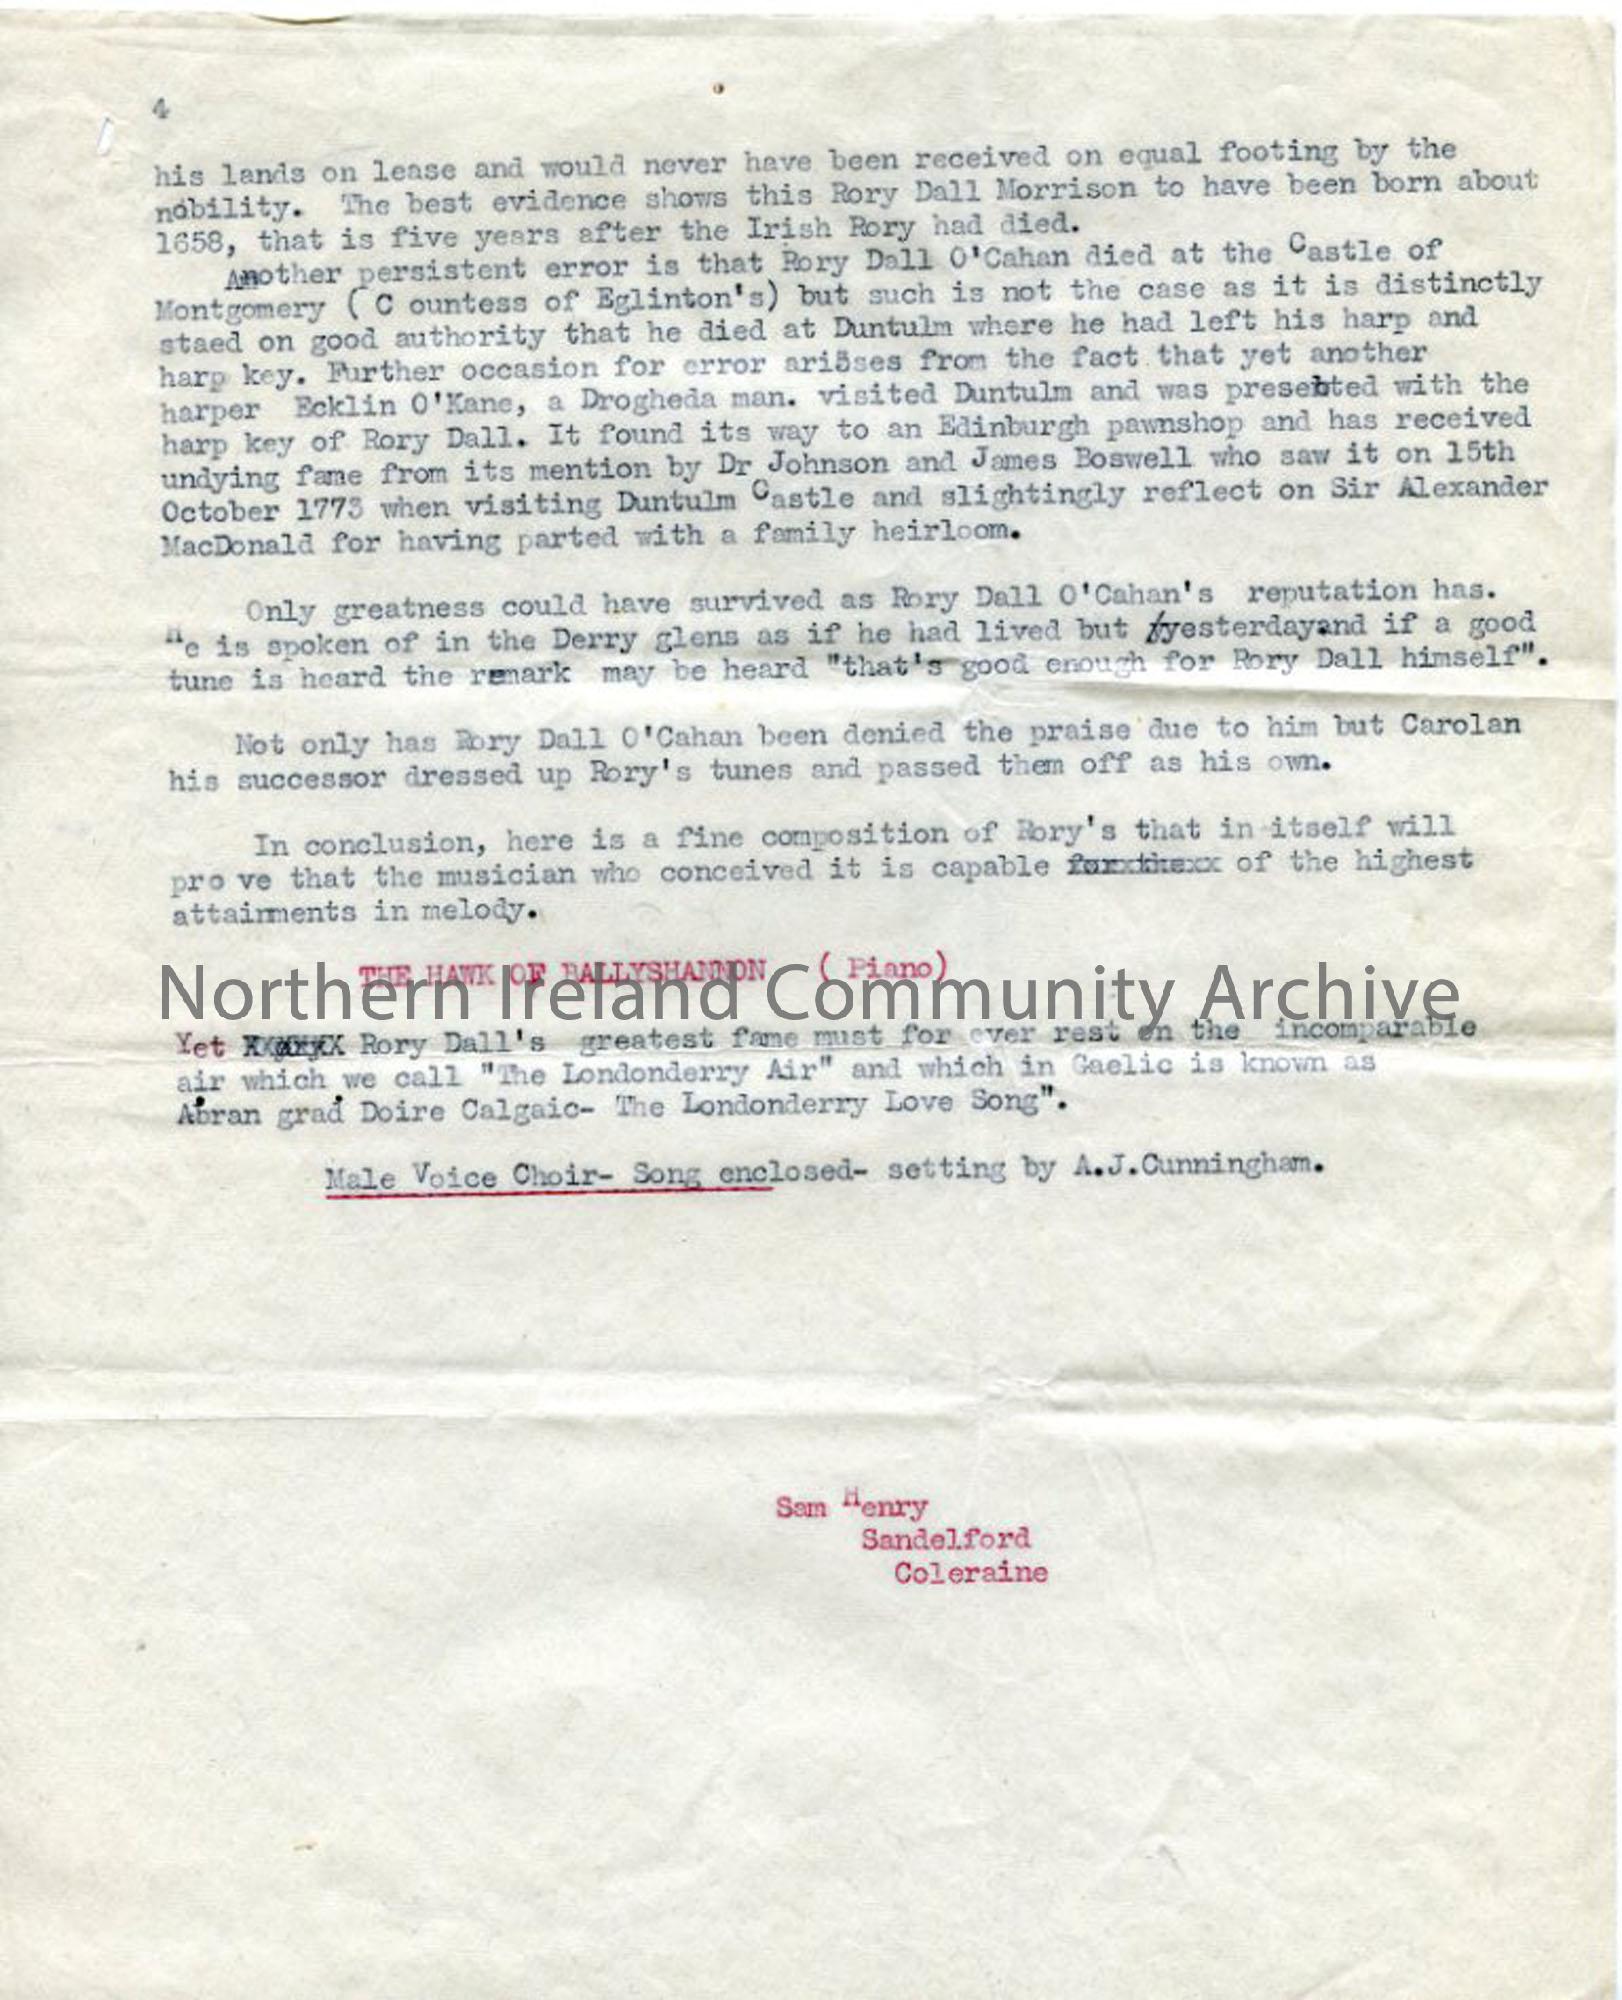 4
his lands on lease and would never have been received on equal footing by the
nobility. The best evidence shows this Rory Dall Morrison to have been born about
1658, that is five years after the Irish Rory had died.
Another persistent error is that Rory Dall O'Cahan died at the Castle of
Montgomery ( C ountess of Eglinton's) but such is not the case as it is distinctly
staed on good authority that he died at Duntulm where he had left his harp and
harp key. Further occasion for error arises from the fact that yet another
harper Ecklin O'Kane, a Drogheda man. visited Duntulm and was presented with the
harp key of Rory Dall. It found its way to an Edinburgh pawnshop and has received
undying fame from its mention by Dr Johnson and James Boswell who saw it on 15th
October 1773 when visiting Duntulm Castle and slightingly reflect on Sir Alexander
MacDonald for having parted with a family heirloom.
Only greatness could have survived as Rory Dall O'Cahan's reputation has.
He is spoken of in the Derry glens as if he had lived but yesterdayand if a good
tune is heard the remark may be heard "that's good enough for Rory Dall himself".
Not only has Rory Dall O'Cahan been denied the praise due to him but Carolan
his successor dressed up Rory's tunes and passed them off as his own.
In conclusion, here is a fine composition of Rory's that in itself will
pro ve that the musician who conceived it is capable forxthexx of the highest
attainments in melody.
THE HAWK OF BALLYSHANNON ( Piano)
Northern Ireland Community Archive
Yet Rory Dall's greatest fame must for ever rest on the incomparable
air which we call "The Londonderry Air" and which in Gaelic is known as
Aḃran graḋ Doire Calgaic- The Londonderry Love Song".
Male Voice Choir- Song enclosed- setting by A.J.Cunningham.
Sam Henry
Sandelford
Coleraine